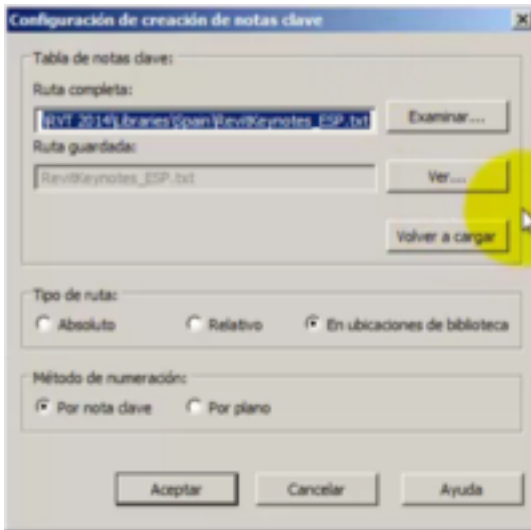 Configuración de creación de notas clave
Tabla de notas clave:
Ruta completa:
\RVT 2014\Libraries\Spain\RevitKeynotes_ESP.txt
Examinar...
Ruta guardada:
RevitKeynotes_ESP.txt
Ver...
Volver a cargar
Tipo de ruta:
Absoluto Relativo En ubicaciones de biblioteca
Método de numeración:
Por nota clave Por plano
Aceptar Cancelar Ayuda